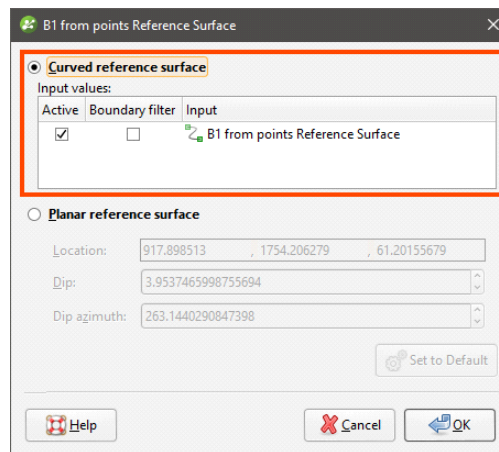 B1 from points Reference Surface
Curved reference surface
Input values:
Active Boundary filter Input
B1 from points Reference Surface
Planar reference surface
Location: 917.898513 , 1754.206279 , 61.20155679
Dip: 3.9537465998755694
Dip azimuth: 263.1440290847398
Set to Default
Help Cancel OK